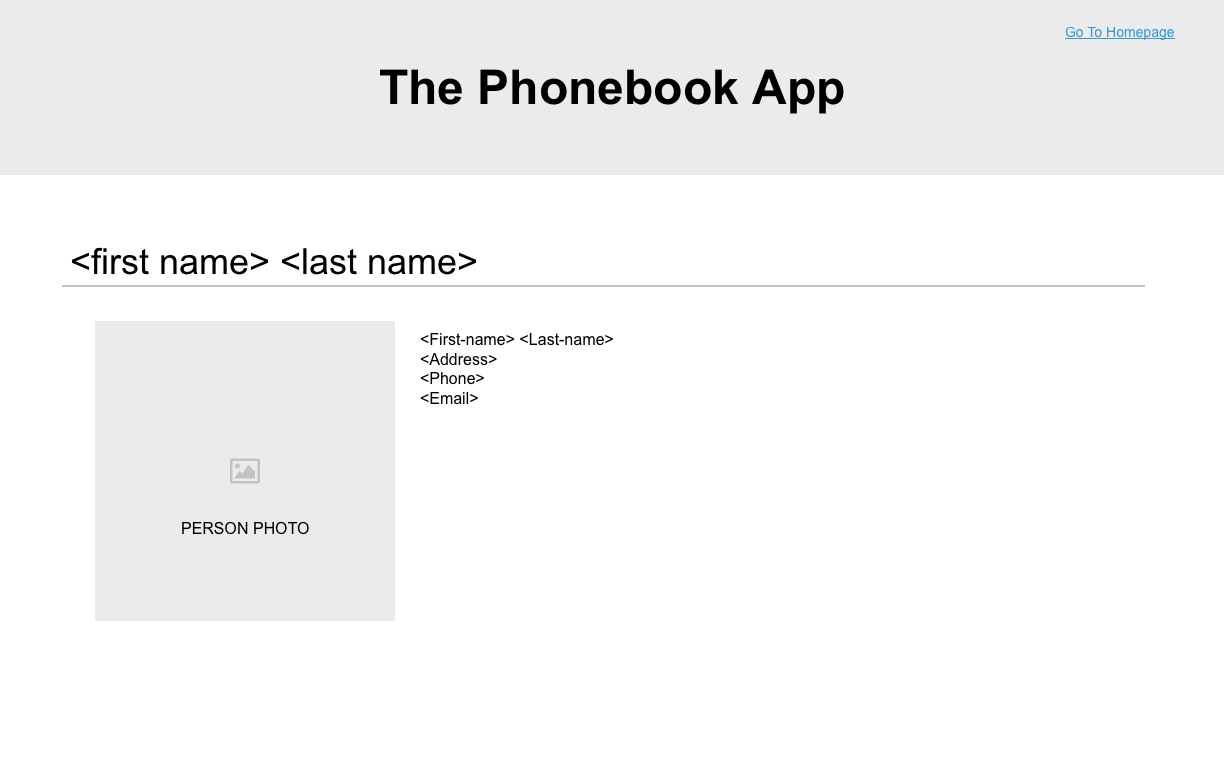 Go To Homepage
The Phonebook App
<first name> <last name>
<First-name> <Last-name>
<Address>
<Phone>
<Email>
PERSON PHOTO